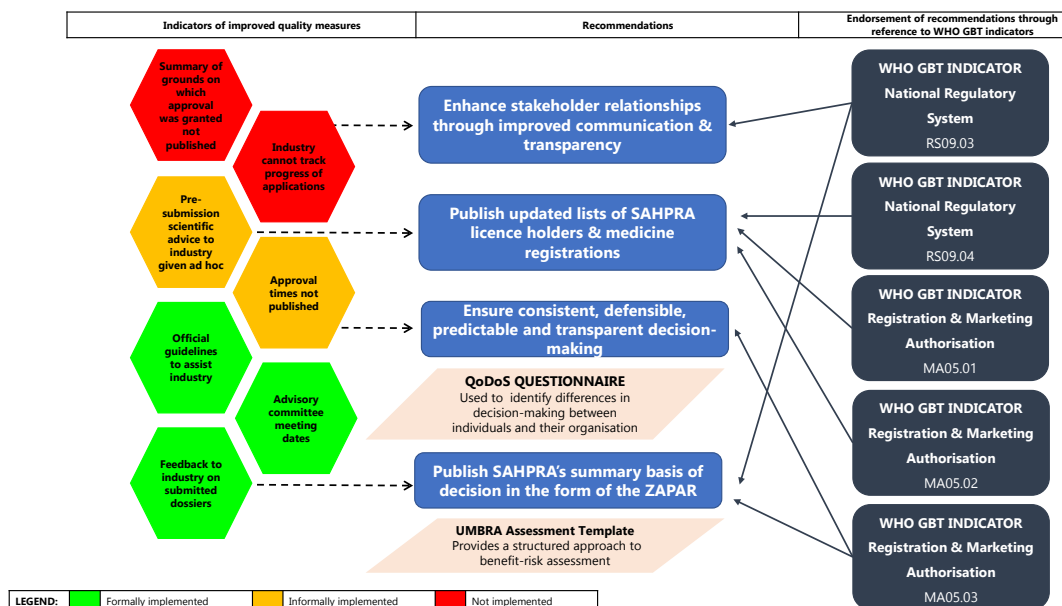 Indicators of improved quality measures
Recommendations
Endorsement of recommendations through
reference to WHO GBT indicators
Summary of
grounds on
which
approval
was granted
not
published
Industry
cannot track
progress of
applications
Pre-
submission
scientific
advice to
industry
given ad hoc
Approval
times not
published
Official
guidelines
to assist
industry
Advisory
committee
meeting
dates
Feedback to
industry on
submitted
dossiers
Enhance stakeholder relationships
through improved communication &
transparency
Publish updated lists of SAHPRA
licence holders & medicine
registrations
Ensure consistent, defensible,
predictable and transparent decision-
making
QoDoS QUESTIONNAIRE
Used to identify differences in
decision-making between
individuals and their organisation
Publish SAHPRA's summary basis of
decision in the form of the ZAPAR
UMBRA Assessment Template
Provides a structured approach to
benefit-risk assessment
WHO GBT INDICATOR
National Regulatory
System
RS09.03
WHO GBT INDICATOR
National Regulatory
System
RS09.04
WHO GBT INDICATOR
Registration & Marketing
Authorisation
MA05.01
WHO GBT INDICATOR
Registration & Marketing
Authorisation
MA05.02
WHO GBT INDICATOR
Registration & Marketing
Authorisation
MA05.03
LEGEND:
Formally implemented
Informally implemented
Not implemented